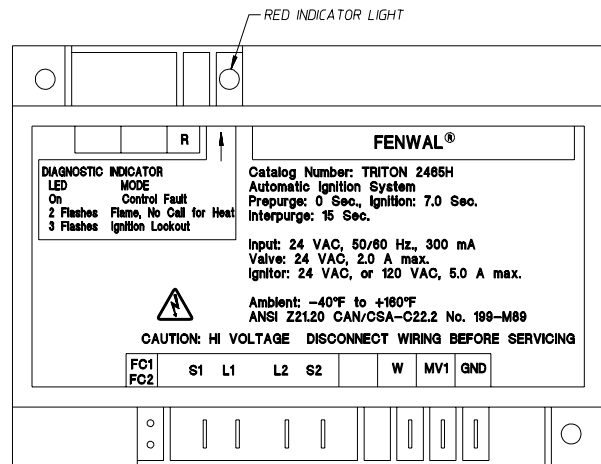 RED INDICATOR LIGHT
R
FENWAL®
DIAGNOSTIC INDICATOR
LED MODE
On Control Fault
2 Flashes Flame, No Call for Heat
3 Flashes Ignition Lockout
Catalog Number: TRITON 2465H
Automatic Ignition System
Prepurge: 0 Sec., Ignition: 7.0 Sec.
Interpurge: 15 Sec.
Input: 24 VAC, 50/60 Hz., 300 mA
Valve: 24 VAC, 2.0 A max.
Ignitor: 24 VAC, or 120 VAC, 5.0 A max.
Ambient: -40°F to +160°F
ANSI Z21.20 CAN/CSA-C22.2 No. 199-M89
CAUTION: HI VOLTAGE DISCONNECT WIRING BEFORE SERVICING
FC1
FC2
S1 L1 L2 S2 W MV1 GND